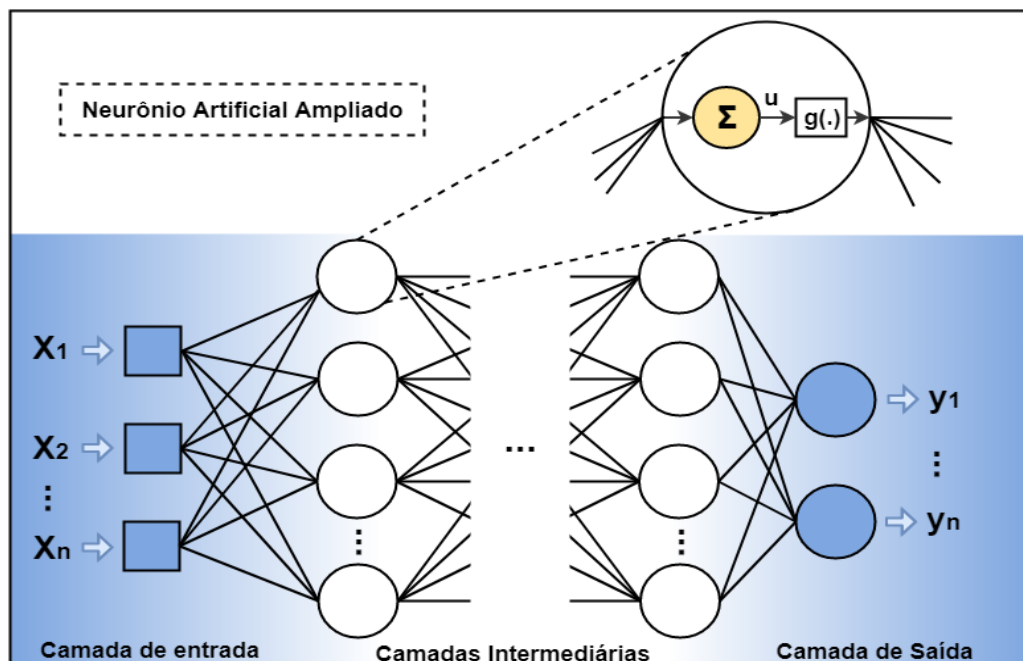 Neurônio Artificial Ampliado
Σ
u
g(.)
X1
X2
⋮
Xn
...
⋮
⋮
y1
⋮
yn
Camada de entrada
Camadas Intermediárias
Camada de Saída